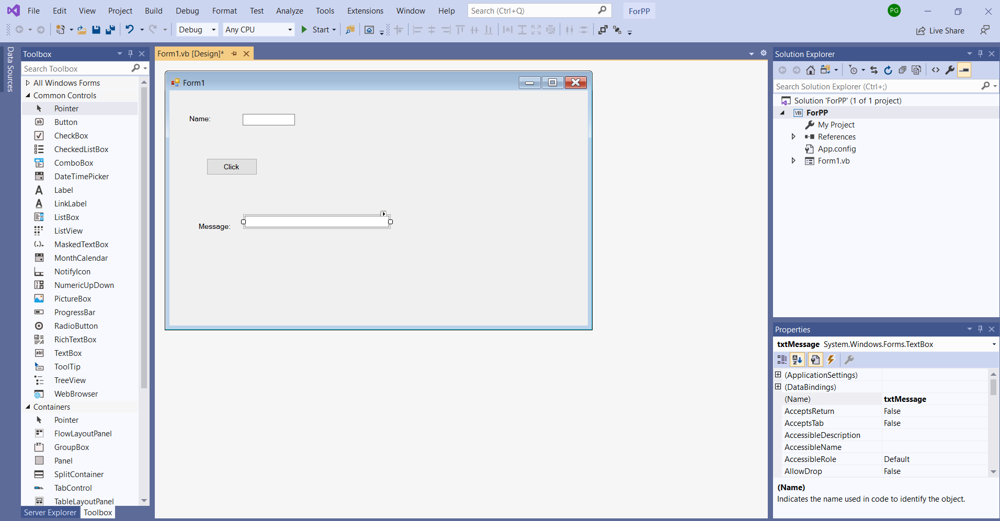 File Edit View Project Build Debug Format Test Analyze Tools Extensions Window Help Search (Ctrl+Q) ForPP PG
Debug Any CPU Start Live Share
Data Sources
Toolbox
Search Toolbox
All Windows Forms
Common Controls
Pointer
Button
CheckBox
CheckedListBox
ComboBox
DateTimePicker
Label
LinkLabel
ListBox
ListView
MaskedTextBox
MonthCalendar
NotifyIcon
NumericUpDown
PictureBox
ProgressBar
RadioButton
RichTextBox
TextBox
ToolTip
TreeView
WebBrowser
Containers
Pointer
FlowLayoutPanel
GroupBox
Panel
SplitContainer
TabControl
TableLayoutPanel
Server Explorer Toolbox
Form1.vb [Design]*
Form1
Name:
Click
Message:
Solution Explorer
Search Solution Explorer (Ctrl+;)
Solution 'ForPP' (1 of 1 project)
VB ForPP
My Project
References
App.config
Form1.vb
Properties
txtMessage System.Windows.Forms.TextBox
(ApplicationSettings)
(DataBindings)
(Name) txtMessage
AcceptsReturn False
AcceptsTab False
AccessibleDescription
AccessibleName
AccessibleRole Default
AllowDrop False
(Name)
Indicates the name used in code to identify the object.